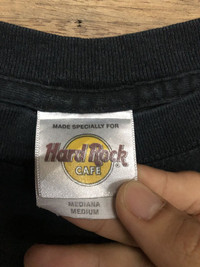 MADE SPECIALLY FOR
Hard Rock
CAFE
®
MEDIANA
MEDIUM